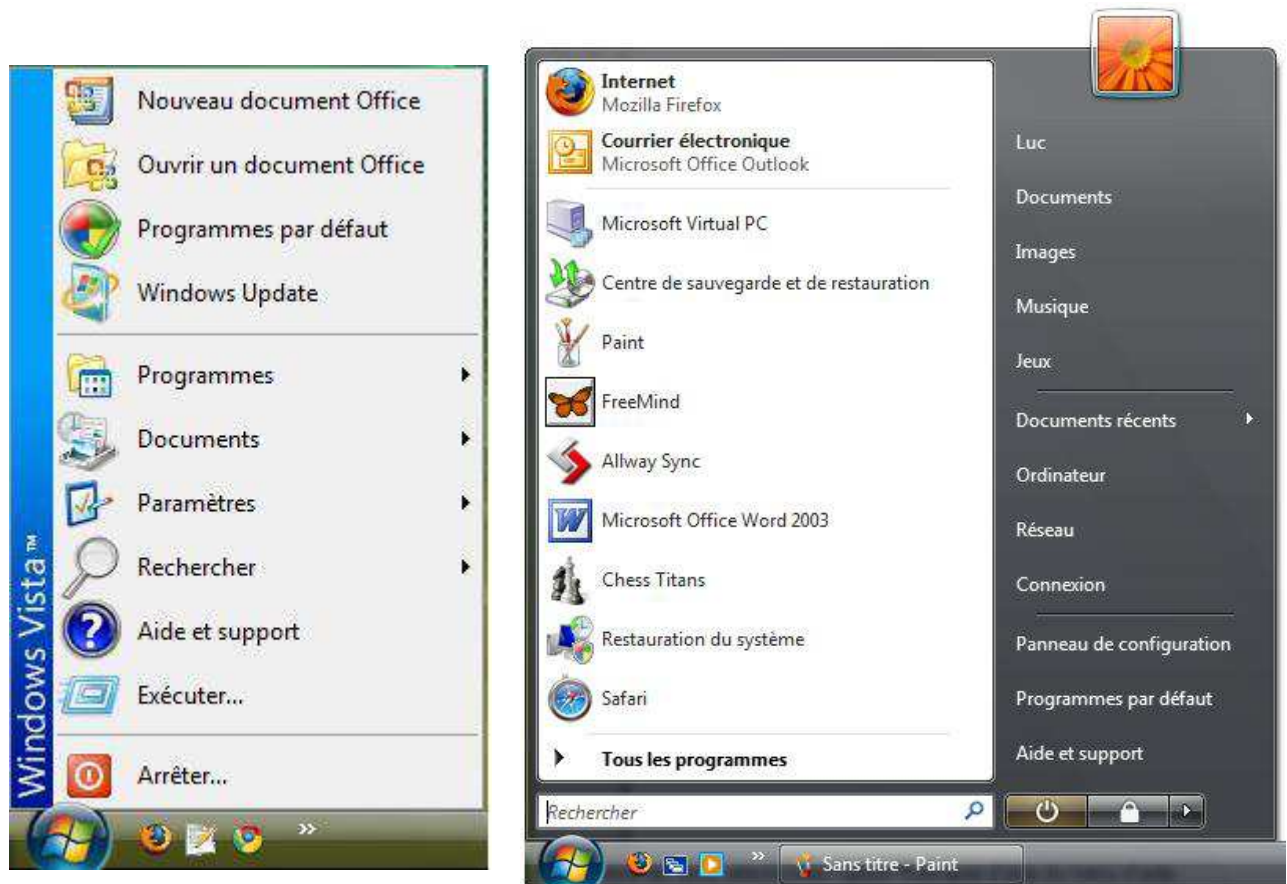 Nouveau document Office
Ouvrir un document Office
Programmes par défaut
Windows Update
Programmes
Documents
Paramètres
Rechercher
Aide et support
Exécuter...
Arrêter...
Windows Vista™
»
Internet
Mozilla Firefox
Courrier électronique
Microsoft Office Outlook
Microsoft Virtual PC
Centre de sauvegarde et de restauration
Paint
FreeMind
Allway Sync
Microsoft Office Word 2003
Chess Titans
Restauration du système
Safari
Tous les programmes
Rechercher
Luc
Documents
Images
Musique
Jeux
Documents récents
Ordinateur
Réseau
Connexion
Panneau de configuration
Programmes par défaut
Aide et support
»
Sans titre - Paint